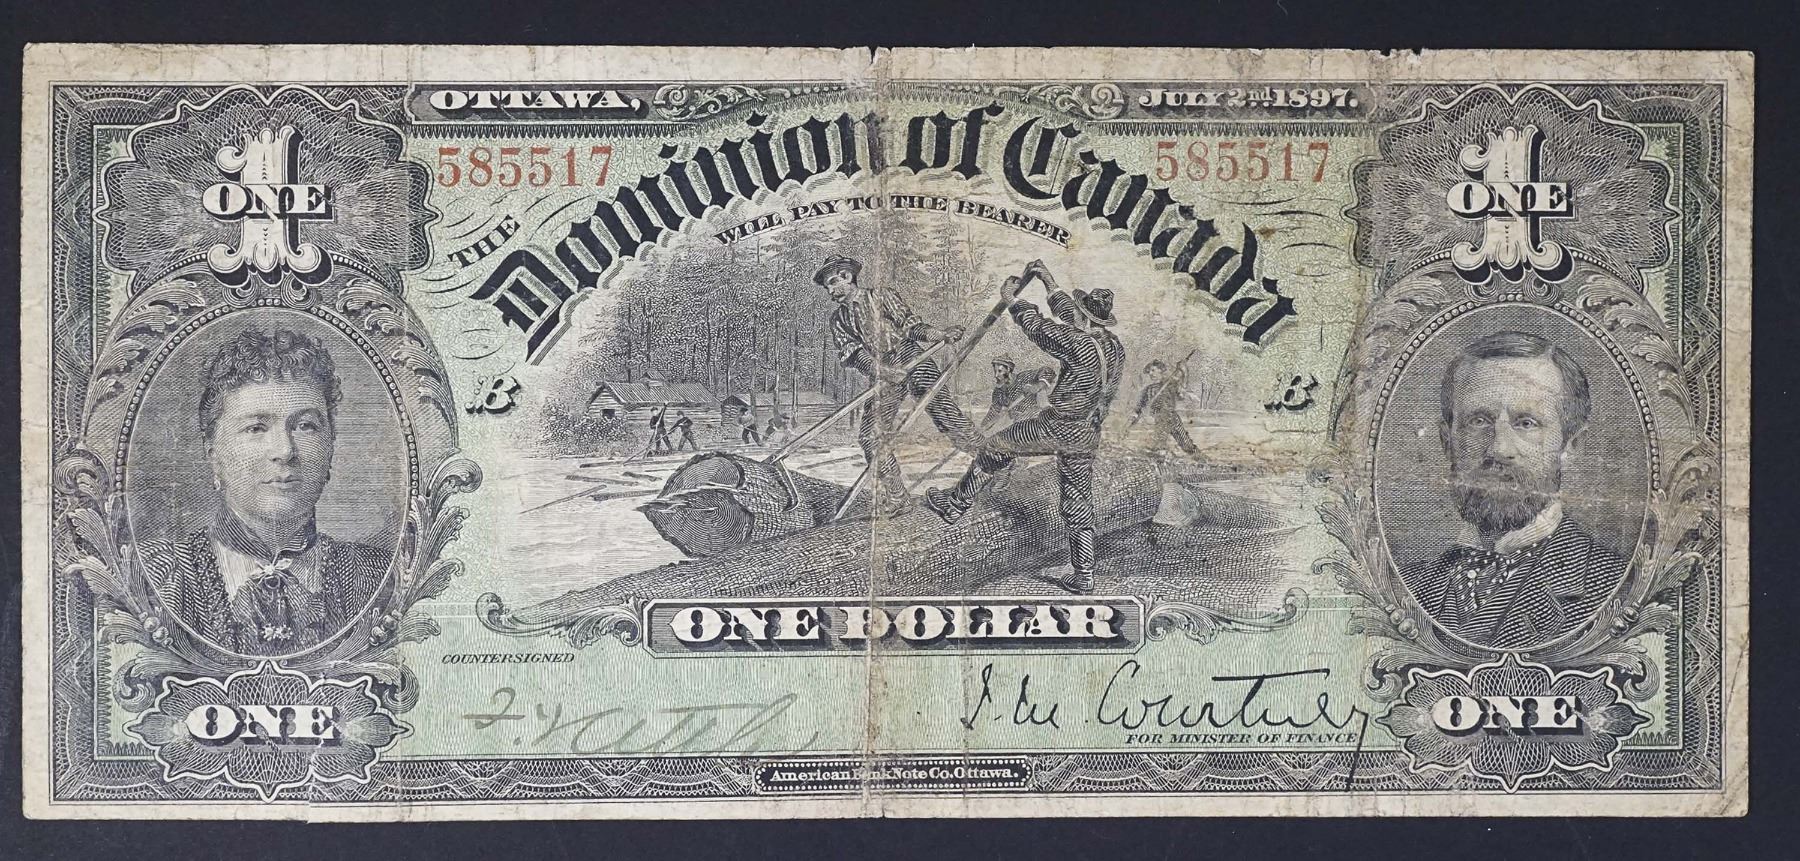 OTTAWA, JULY 2nd 1897.
1 ONE 585517 585517 1 ONE
THE Dominion of Canada
WILL PAY TO THE BEARER
B B
ONE DOLLAR
COUNTERSIGNED
J. M. Courtney
FOR MINISTER OF FINANCE
ONE ONE
American Bank Note Co. Ottawa.